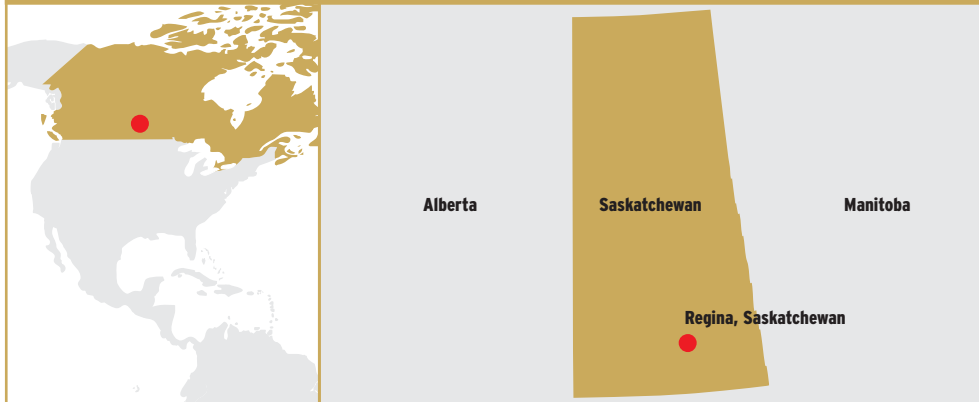 Alberta
Saskatchewan
Manitoba
Regina, Saskatchewan